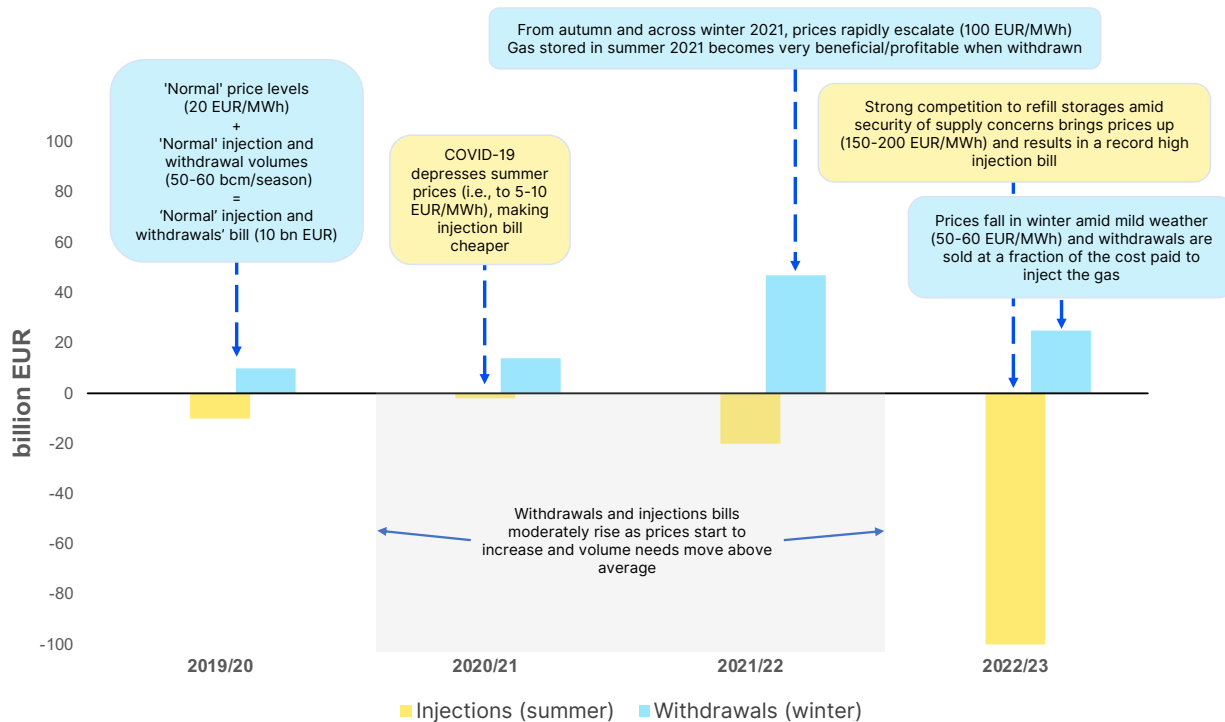 From autumn and across winter 2021, prices rapidly escalate (100 EUR/MWh)
Gas stored in summer 2021 becomes very beneficial/profitable when withdrawn
'Normal' price levels
(20 EUR/MWh)
+
'Normal' injection and
withdrawal volumes
(50-60 bcm/season)
=
‘Normal’ injection and
withdrawals’ bill (10 bn EUR)
COVID-19
depresses summer
prices (i.e., to 5-10
EUR/MWh), making
injection bill
cheaper
Strong competition to refill storages amid
security of supply concerns brings prices up
(150-200 EUR/MWh) and results in a record high
injection bill
Prices fall in winter amid mild weather
(50-60 EUR/MWh) and withdrawals are
sold at a fraction of the cost paid to
inject the gas
billion EUR
100
80
60
40
20
0
-20
-40
-60
-80
-100
Withdrawals and injections bills
moderately rise as prices start to
increase and volume needs move above
average
2019/20
2020/21
2021/22
2022/23
Injections (summer)
Withdrawals (winter)